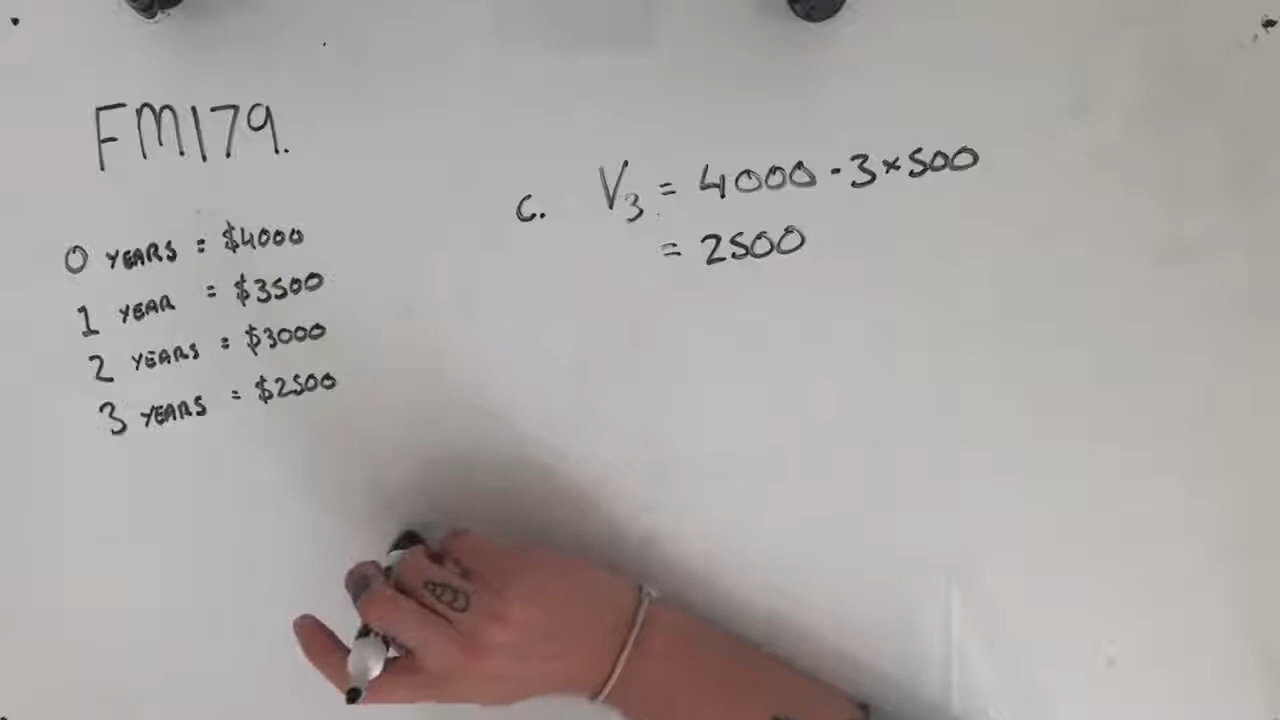 FM179.
0 YEARS = $4000
1 YEAR = $3500
2 YEARS = $3000
3 YEARS = $2500
c. V3 = 4000 - 3×500
= 2500